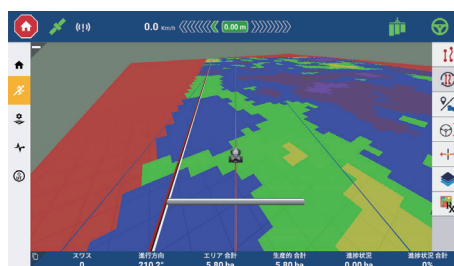 0.0 Km/h
0.00 m
スワス
進行方向
エリア 合計
生産的 合計
進捗状況
進捗状況 合計
0
210.2°
5.80 ha
5.80 ha
0.00 ha
0%
Rx